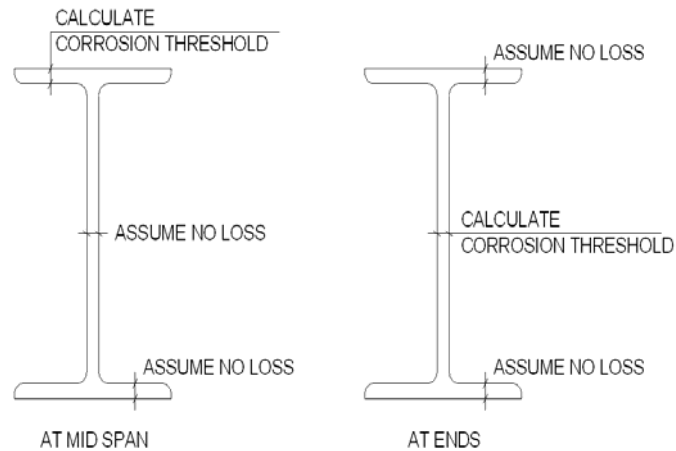 CALCULATE
CORROSION THRESHOLD
ASSUME NO LOSS
ASSUME NO LOSS
AT MID SPAN
ASSUME NO LOSS
CALCULATE
CORROSION THRESHOLD
ASSUME NO LOSS
AT ENDS